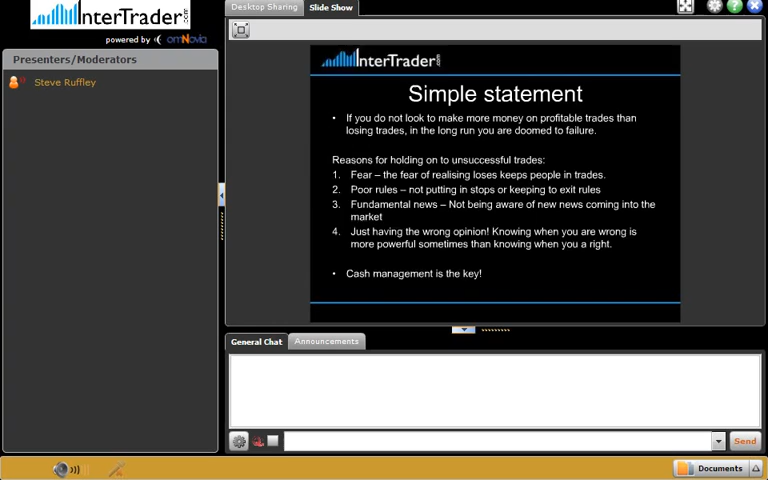 InterTrader.com
powered by omNovia
Presenters/Moderators
Steve Ruffley
Desktop Sharing
Slide Show
InterTrader.com
Simple statement
• If you do not look to make more money on profitable trades than
losing trades, in the long run you are doomed to failure.
Reasons for holding on to unsuccessful trades:
1. Fear – the fear of realising loses keeps people in trades.
2. Poor rules – not putting in stops or keeping to exit rules
3. Fundamental news – Not being aware of new news coming into the
market
4. Just having the wrong opinion! Knowing when you are wrong is
more powerful sometimes than knowing when you a right.
• Cash management is the key!
General Chat
Announcements
Send
Documents